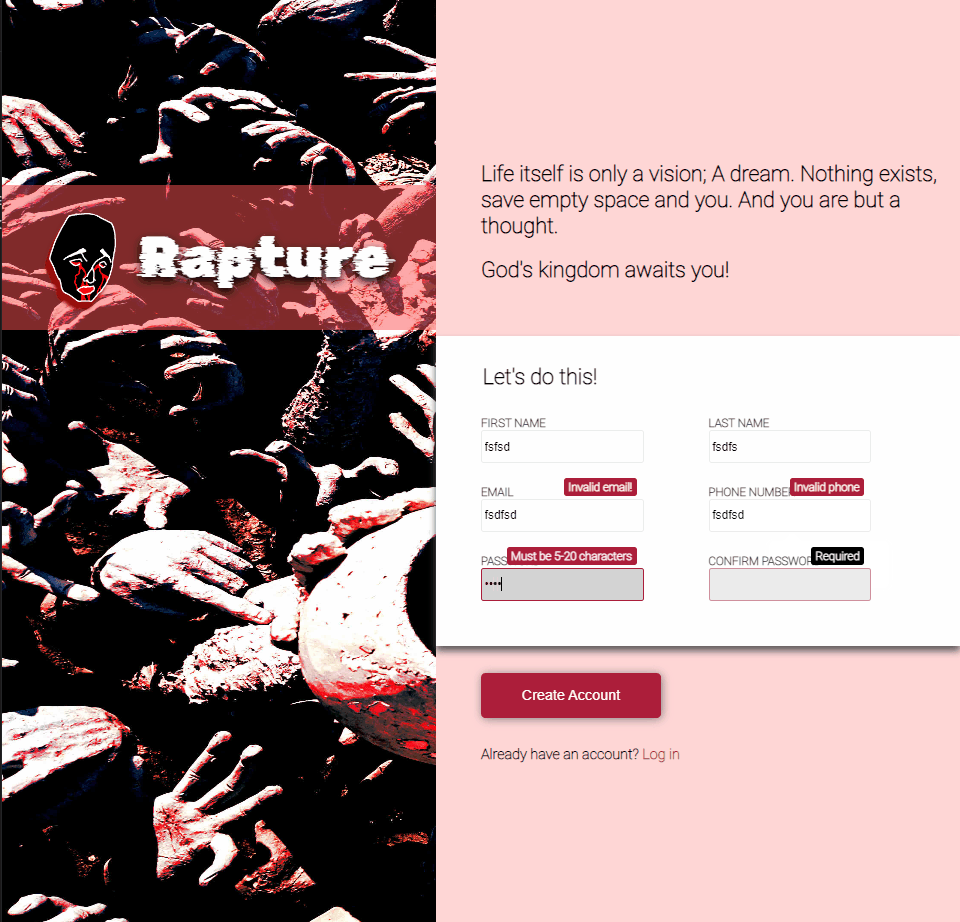 Rapture
Life itself is only a vision; A dream. Nothing exists,
save empty space and you. And you are but a
thought.
God's kingdom awaits you!
Let's do this!
FIRST NAME
LAST NAME
fsfsd
fsdfs
EMAIL
Invalid email!
PHONE NUMBE
Invalid phone
fsdfsd
fsdfsd
PASS
Must be 5-20 characters
CONFIRM PASSWOR
Required
••••
Create Account
Already have an account? Log in